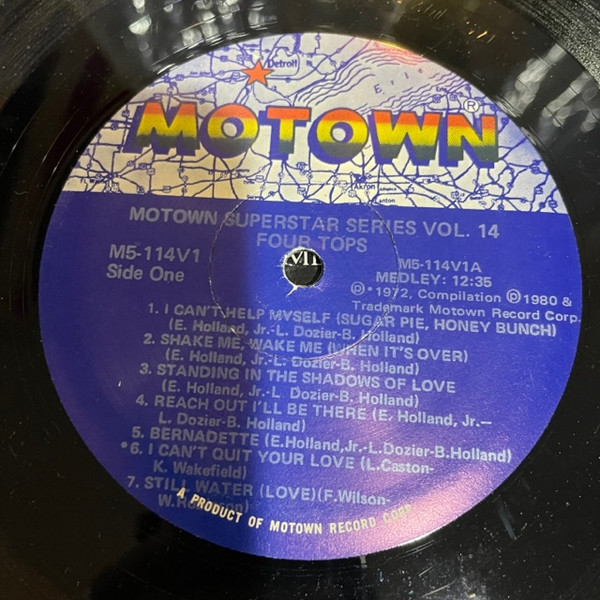 Detroit
Erie
MOTOWN®
Akron
Canton
MOTOWN SUPERSTAR SERIES VOL. 14
FOUR TOPS
M5-114V1
Side One
M5-114V1A
MEDLEY: 12:35
℗•1972, Compilation ℗1980 &
Trademark Motown Record Corp.
1. I CAN'T HELP MYSELF (SUGAR PIE, HONEY BUNCH)
(E. Holland, Jr.-L. Dozier-B. Holland)
2. SHAKE ME, WAKE ME (WHEN IT'S OVER)
(E. Holland, Jr.-L. Dozier-B. Holland)
3. STANDING IN THE SHADOWS OF LOVE
(E. Holland, Jr.-L. Dozier-B. Holland)
4. REACH OUT I'LL BE THERE (E. Holland, Jr.-
L. Dozier-B. Holland)
5. BERNADETTE (E.Holland,Jr.-L.Dozier-B.Holland)
•6. I CAN'T QUIT YOUR LOVE (L.Caston-
K. Wakefield)
7. STILL WATER (LOVE)(F.Wilson-
A PRODUCT OF MOTOWN RECORD CORP.